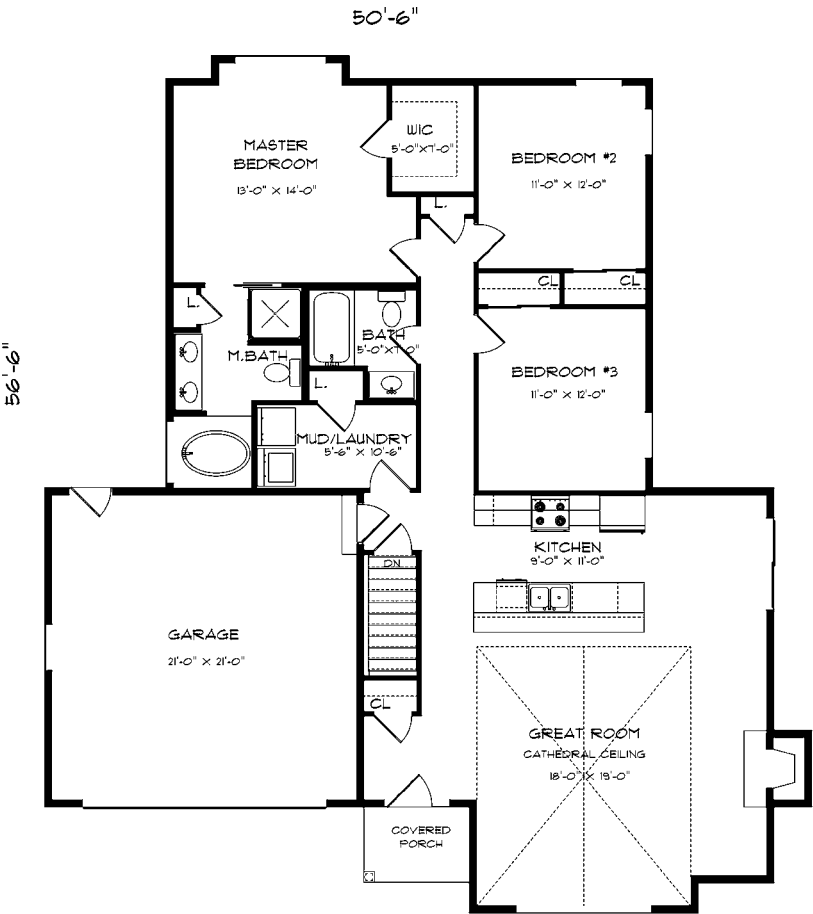 50'-6"
MASTER
BEDROOM
13'-0" X 14'-0"
WIC
5'-0"X7'-0"
BEDROOM #2
11'-0" X 12'-0"
L.
CL
CL
L.
BATH
5'-0"X7'-0"
M.BATH
L.
56'-6"
BEDROOM #3
11'-0" X 12'-0"
MUD/LAUNDRY
5'-6" X 10'-6"
KITCHEN
9'-0" X 11'-0"
DN
GARAGE
21'-0" X 21'-0"
CL
GREAT ROOM
CATHEDRAL CEILING
18'-0" X 19'-0"
COVERED
PORCH